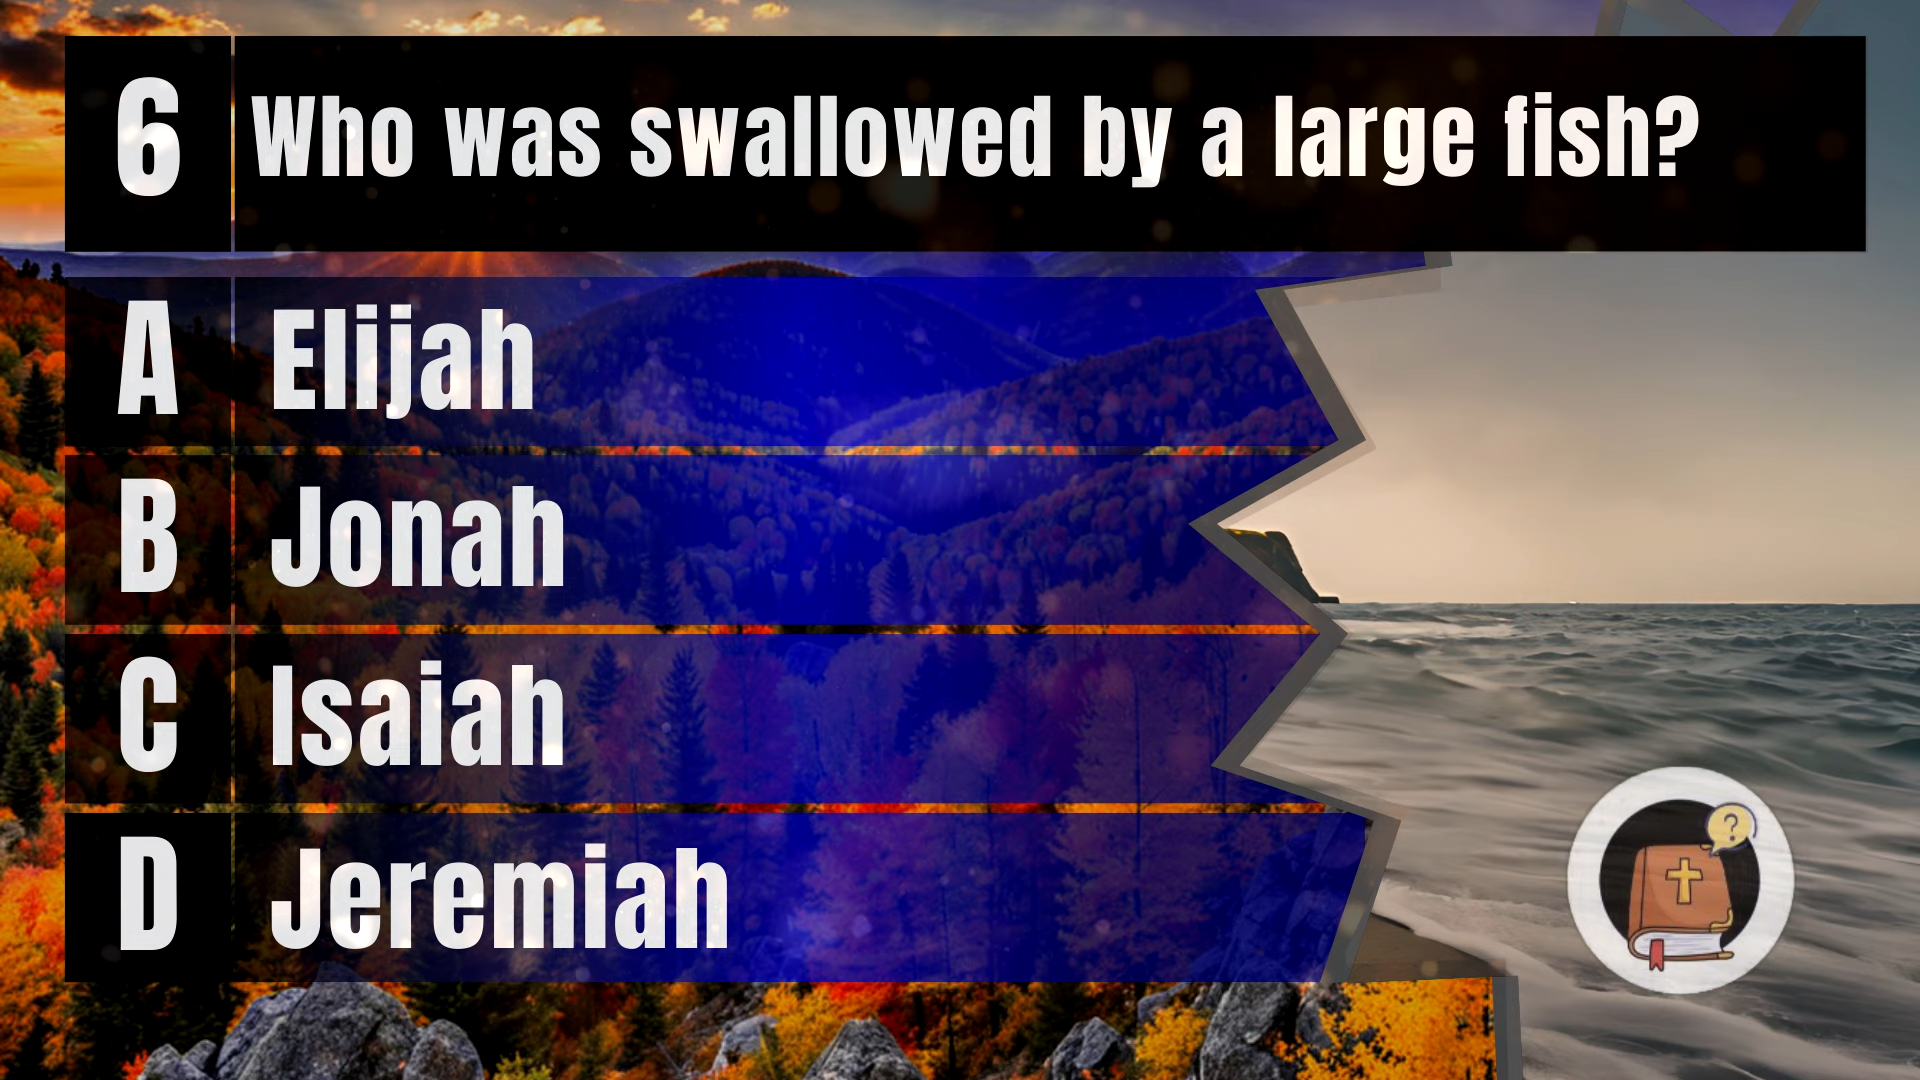 6 Who was swallowed by a large fish?
A Elijah
B Jonah
C Isaiah
D Jeremiah
?